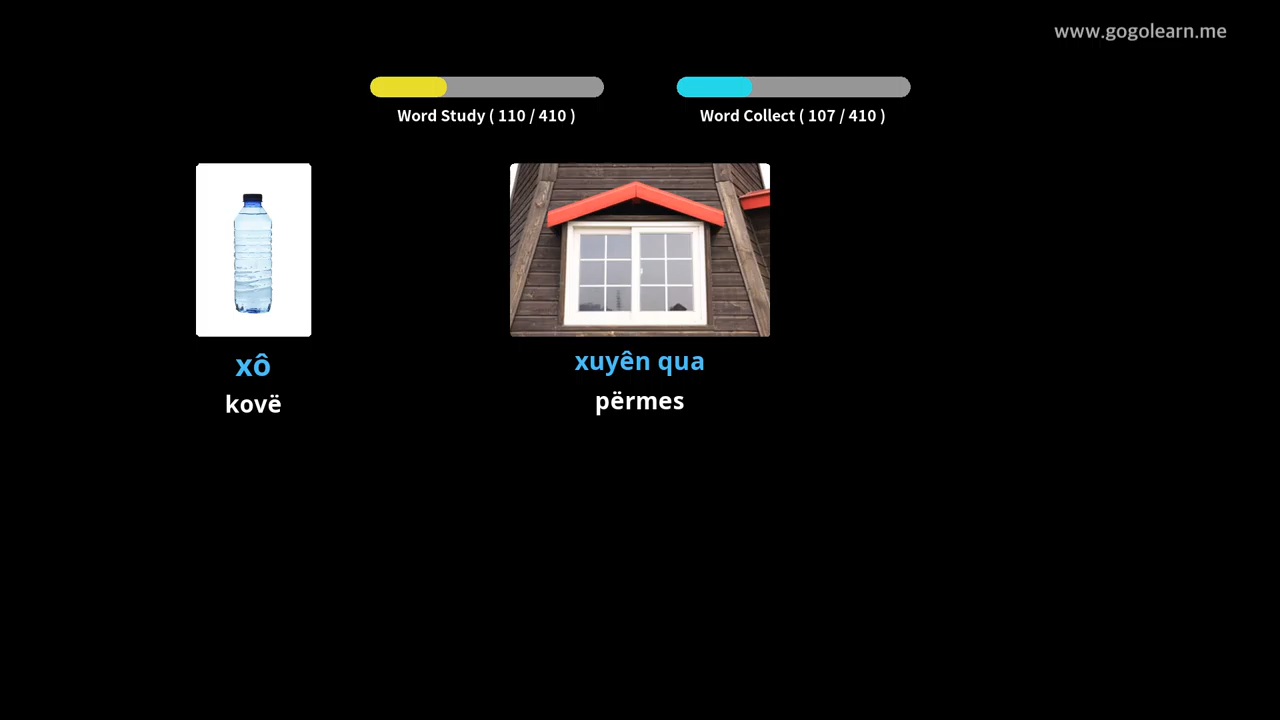 www.gogolearn.me
Word Study ( 110 / 410 )
Word Collect ( 107 / 410 )
xô
kovë
xuyên qua
përmes